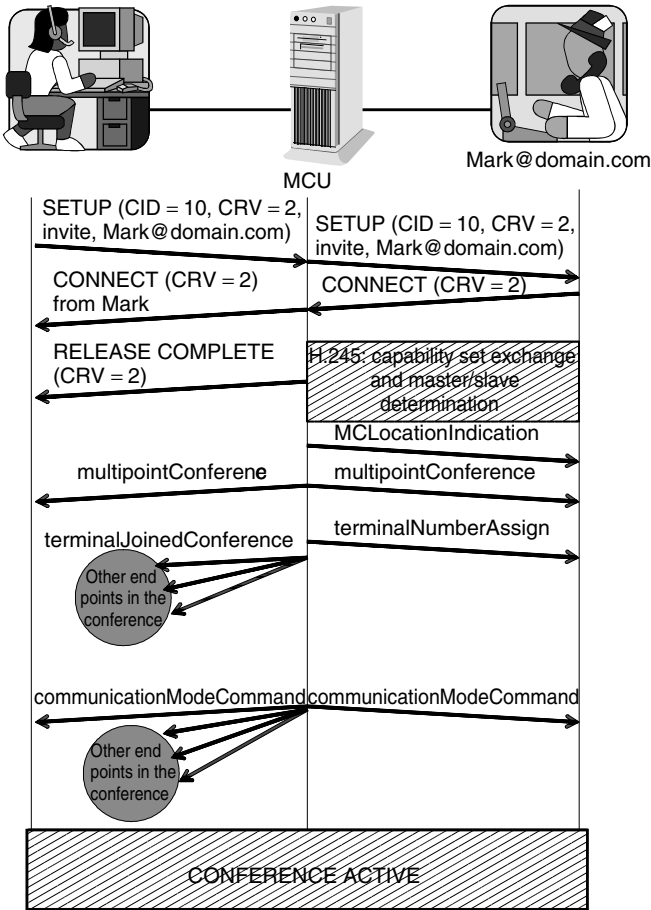 Mark@domain.com
MCU
SETUP (CID = 10, CRV = 2,
invite, Mark@domain.com)
SETUP (CID = 10, CRV = 2,
invite, Mark@domain.com)
CONNECT (CRV = 2)
from Mark
CONNECT (CRV = 2)
RELEASE COMPLETE
(CRV = 2)
H.245: capability set exchange
and master/slave
determination
MCLocationIndication
multipointConferene
multipointConference
terminalNumberAssign
terminalJoinedConference
Other end
points in the
conference
communicationModeCommand
communicationModeCommand
Other end
points in the
conference
CONFERENCE ACTIVE